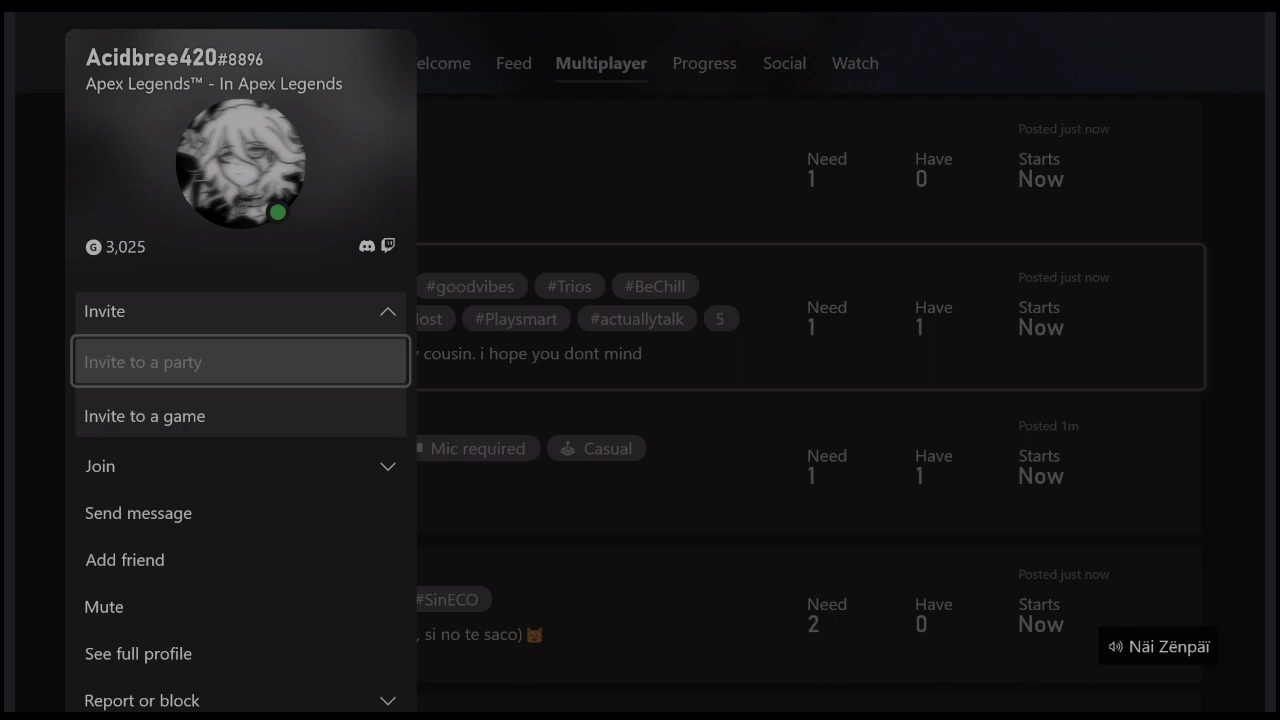 Acidbree420#8896
Apex Legends™ - In Apex Legends
G 3,025
Invite
Invite to a party
Invite to a game
Join
Send message
Add friend
Mute
See full profile
Report or block
elcome Feed Multiplayer Progress Social Watch
Posted just now
Need Have Starts
1 0 Now
#goodvibes #Trios #BeChill
ost #Playsmart #actuallytalk 5
cousin. i hope you dont mind
Posted just now
Need Have Starts
1 1 Now
Mic required Casual
Posted 1m
Need Have Starts
1 1 Now
#SinECO
, si no te saco)
Posted just now
Need Have Starts
2 0 Now
Näi Zënpäï